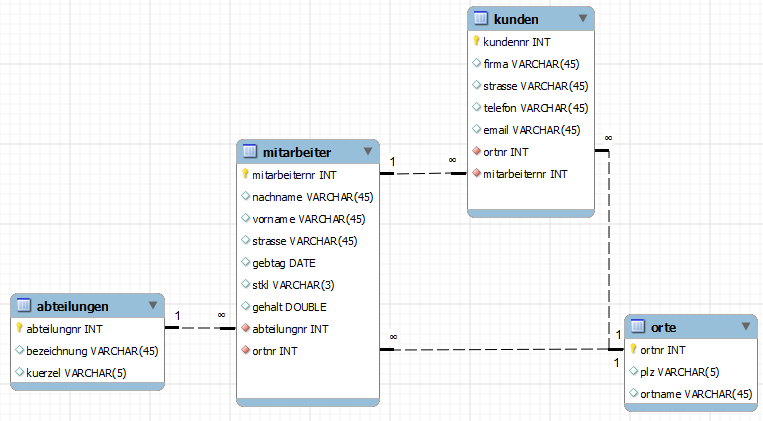 kunden
kundennr INT
firma VARCHAR(45)
strasse VARCHAR(45)
telefon VARCHAR(45)
email VARCHAR(45)
ortnr INT
mitarbeiternr INT
∞
1
∞
mitarbeiter
mitarbeiternr INT
nachname VARCHAR(45)
vorname VARCHAR(45)
strasse VARCHAR(45)
gebtag DATE
stkl VARCHAR(3)
gehalt DOUBLE
abteilungnr INT
ortnr INT
abteilungen
abteilungnr INT
bezeichnung VARCHAR(45)
kuerzel VARCHAR(5)
1
∞
∞
1
1
orte
ortnr INT
plz VARCHAR(5)
ortname VARCHAR(45)